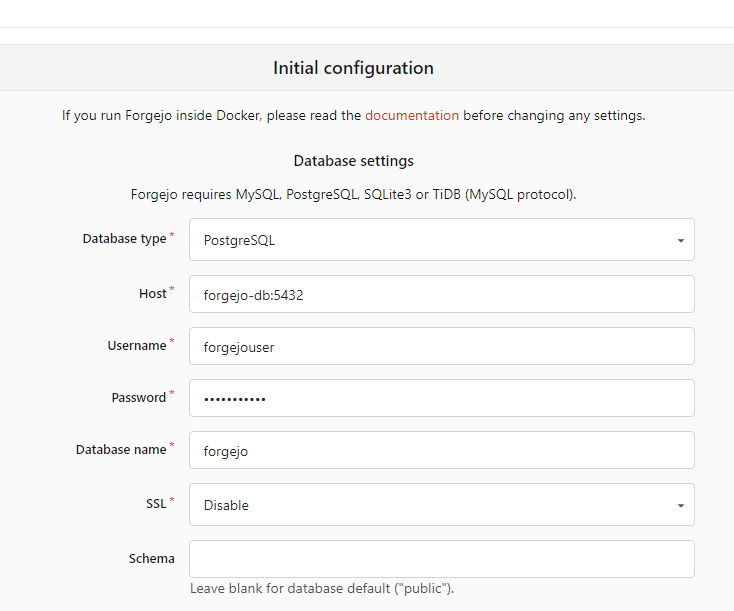 Initial configuration
If you run Forgejo inside Docker, please read the documentation before changing any settings.
Database settings
Forgejo requires MySQL, PostgreSQL, SQLite3 or TiDB (MySQL protocol).
Database type* PostgreSQL
Host* forgejo-db:5432
Username* forgejouser
Password* •••••••••••
Database name* forgejo
SSL* Disable
Schema
Leave blank for database default ("public").